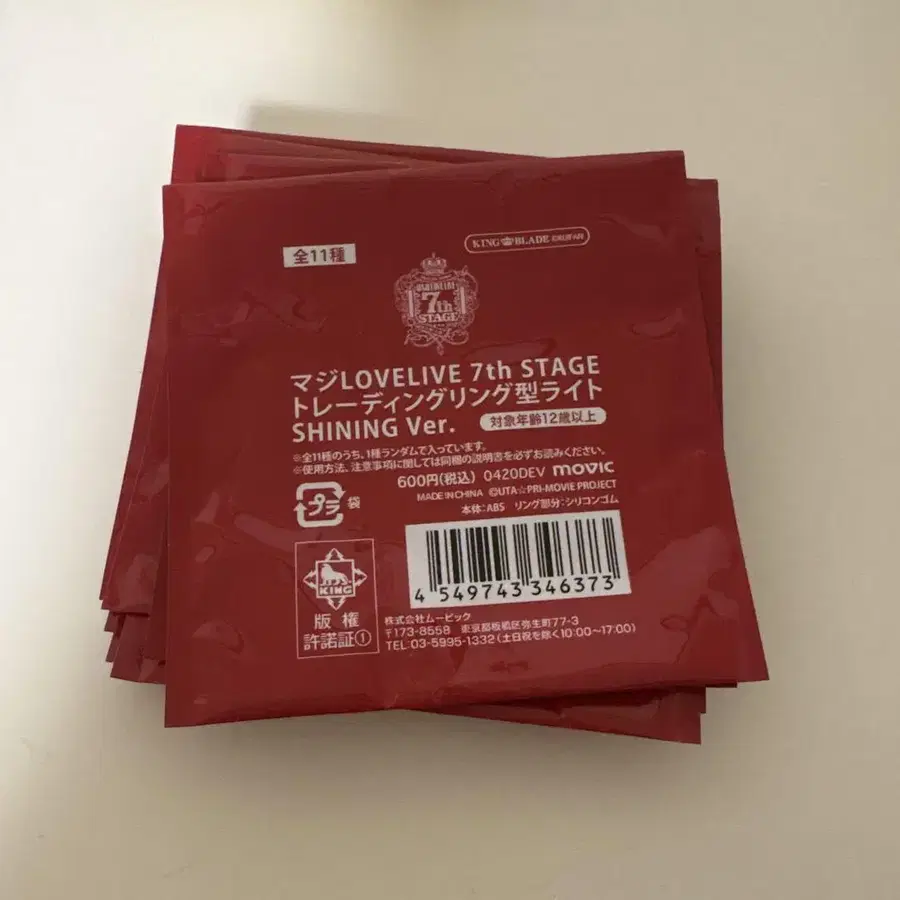 全11種
KING BLADE
7th
STAGE
マジLOVELIVE 7th STAGE
トレーディングリング型ライト
SHINING Ver.
対象年齢12歳以上
※全11種のうち、1種ランダムで入っています。
※使用方法、注意事項に関しては同梱の説明書を必ずお読みください。
600円(税込) 0420DEV movic
MADE IN CHINA ©UTA☆PRI-MOVIE PROJECT
本体:ABS リング部分:シリコンゴム
プラ 袋
4 549743 346373
KING
版権
許諾証①
株式会社ムービック
〒173-8558 東京都板橋区弥生町77-3
TEL:03-5995-1332(土日祝を除く10:00〜17:00)